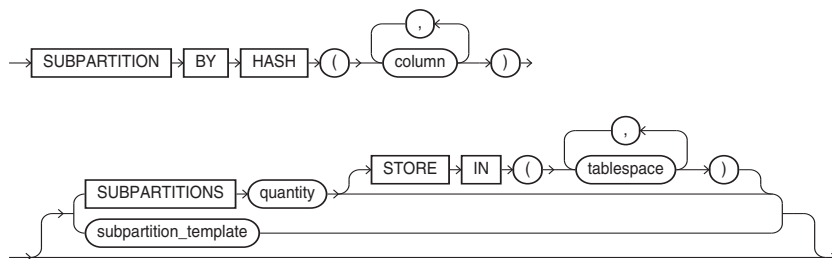 ,
SUBPARTITION BY HASH ( column )
,
STORE IN ( tablespace )
SUBPARTITIONS quantity
subpartition_template